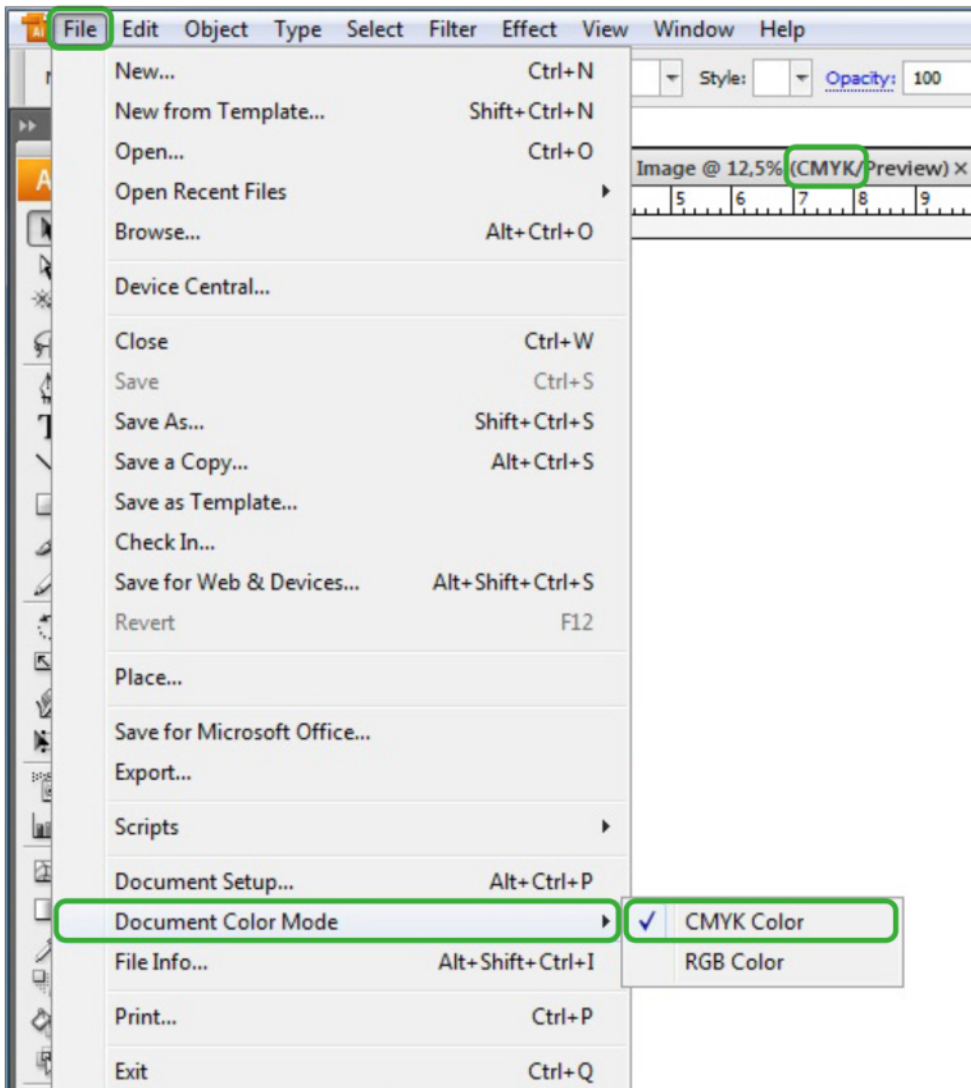 Ai File Edit Object Type Select Filter Effect View Window Help
Style: Opacity: 100
Image @ 12,5% (CMYK/Preview) ×
5 6 7 8 9
New... Ctrl+N
New from Template... Shift+Ctrl+N
Open... Ctrl+O
Open Recent Files
Browse... Alt+Ctrl+O
Device Central...
Close Ctrl+W
Save Ctrl+S
Save As... Shift+Ctrl+S
Save a Copy... Alt+Ctrl+S
Save as Template...
Check In...
Save for Web & Devices... Alt+Shift+Ctrl+S
Revert F12
Place...
Save for Microsoft Office...
Export...
Scripts
Document Setup... Alt+Ctrl+P
Document Color Mode
CMYK Color
RGB Color
File Info... Alt+Shift+Ctrl+I
Print... Ctrl+P
Exit Ctrl+Q